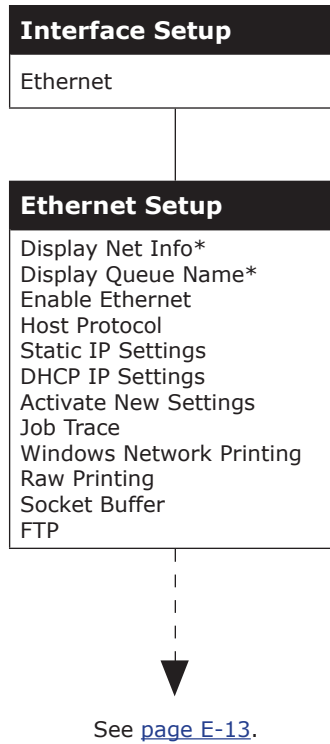 Interface Setup
Ethernet
Ethernet Setup
Display Net Info*
Display Queue Name*
Enable Ethernet
Host Protocol
Static IP Settings
DHCP IP Settings
Activate New Settings
Job Trace
Windows Network Printing
Raw Printing
Socket Buffer
FTP
See page E-13.